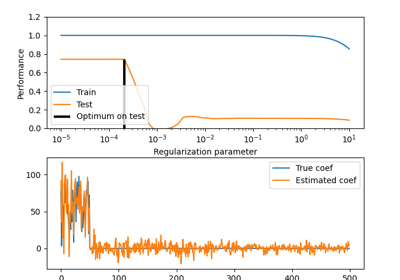 1.2
1.0
0.8
0.6
0.4
0.2
0.0
Performance
Train
Test
Optimum on test
10⁻⁵ 10⁻⁴ 10⁻³ 10⁻² 10⁻¹ 10⁰ 10¹
Regularization parameter
100
50
0
True coef
Estimated coef
0 100 200 300 400 500